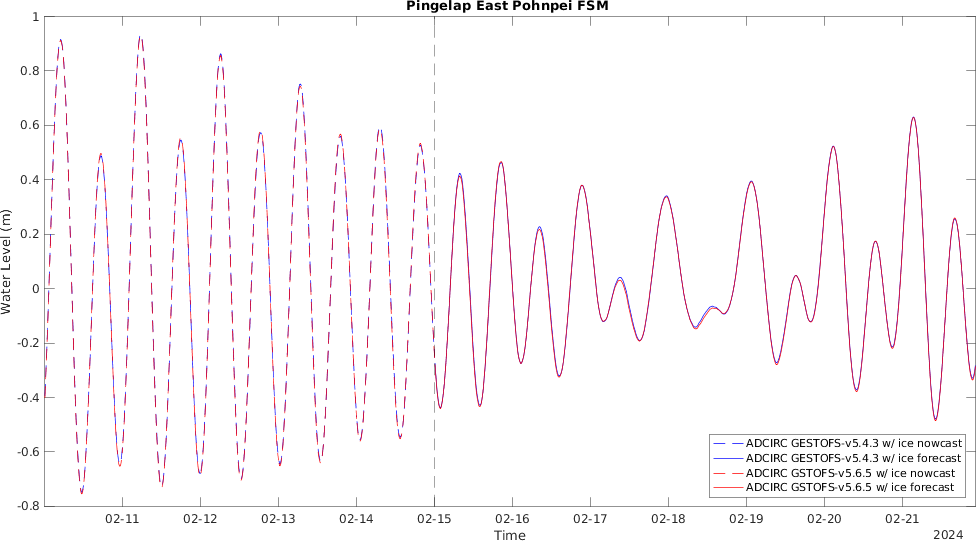 Pingelap East Pohnpei FSM
1
0.8
0.6
0.4
0.2
0
-0.2
-0.4
-0.6
-0.8
Water Level (m)
02-11 02-12 02-13 02-14 02-15 02-16 02-17 02-18 02-19 02-20 02-21
Time
2024
ADCIRC GESTOFS-v5.4.3 w/ ice nowcast
ADCIRC GESTOFS-v5.4.3 w/ ice forecast
ADCIRC GSTOFS-v5.6.5 w/ ice nowcast
ADCIRC GSTOFS-v5.6.5 w/ ice forecast